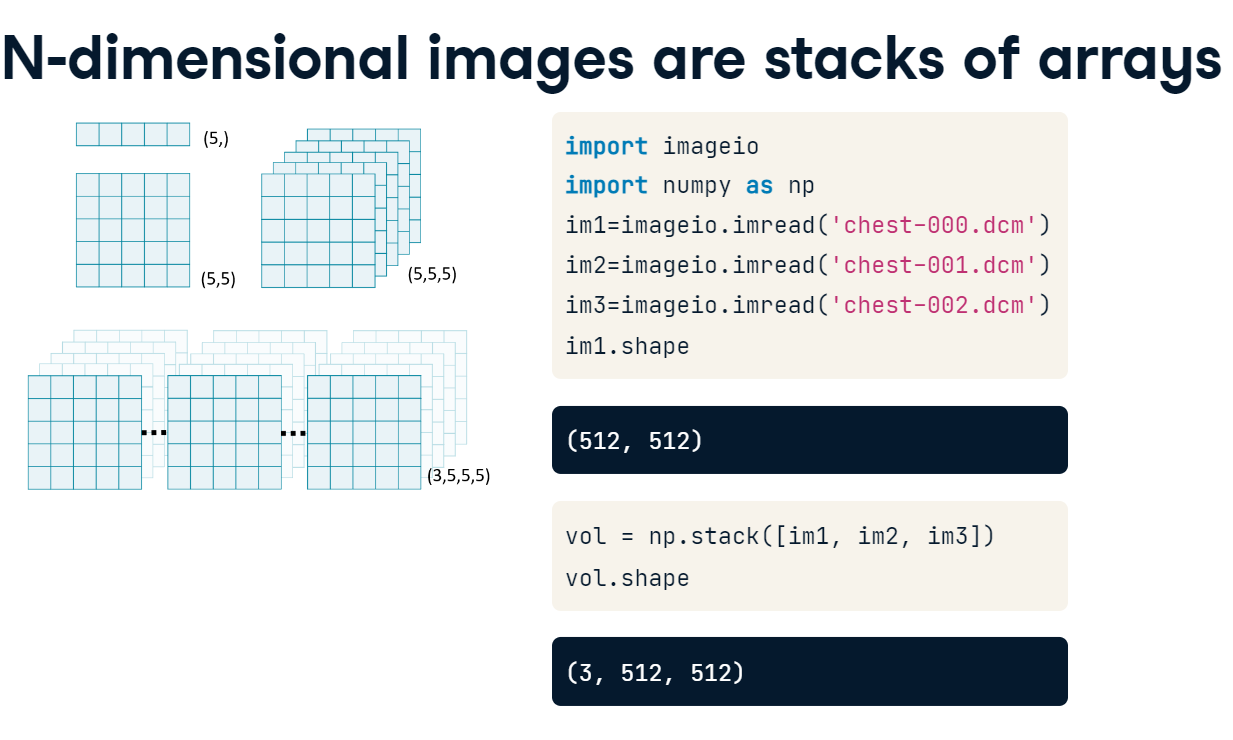 N-dimensional images are stacks of arrays
(5,)
(5,5)
(5,5,5)
(3,5,5,5)
import imageio
import numpy as np
im1=imageio.imread('chest-000.dcm')
im2=imageio.imread('chest-001.dcm')
im3=imageio.imread('chest-002.dcm')
im1.shape
(512, 512)
vol = np.stack([im1, im2, im3])
vol.shape
(3, 512, 512)